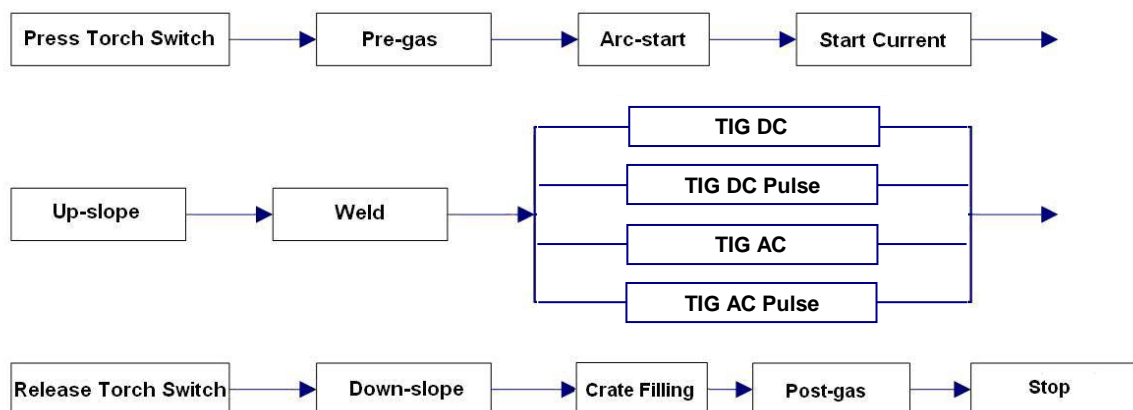 Press Torch Switch
Pre-gas
Arc-start
Start Current
Up-slope
Weld
TIG DC
TIG DC Pulse
TIG AC
TIG AC Pulse
Release Torch Switch
Down-slope
Crate Filling
Post-gas
Stop